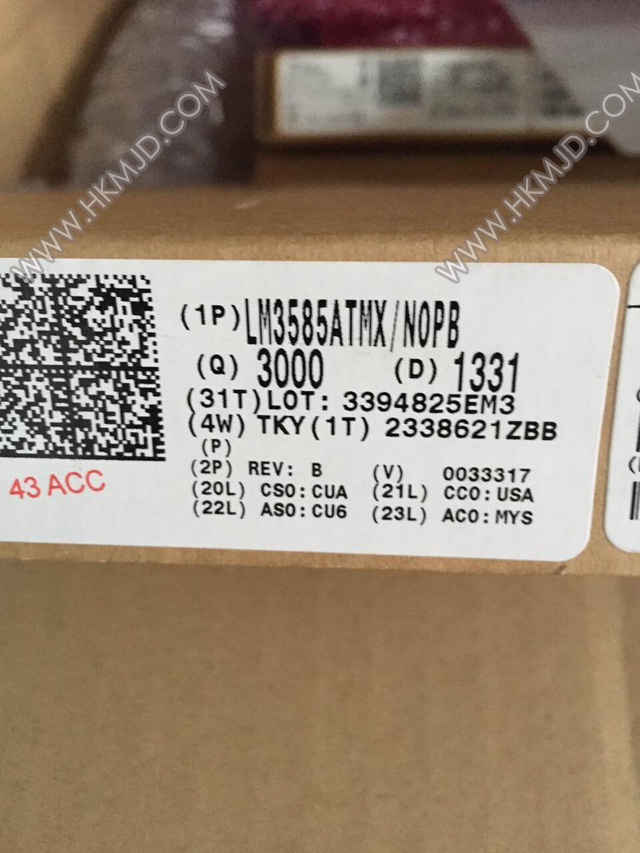 WWW.HKMJD.COM
WWW.HKMJD.COM
(1P)LM3585ATMX/NOPB
(Q) 3000 (D) 1331
(31T)LOT: 3394825EM3
(4W) TKY(1T) 2338621ZBB
(P)
(2P) REV: B (V) 0033317
(20L) CSO:CUA (21L) CCO:USA
(22L) ASO:CU6 (23L) ACO:MYS
43 ACC